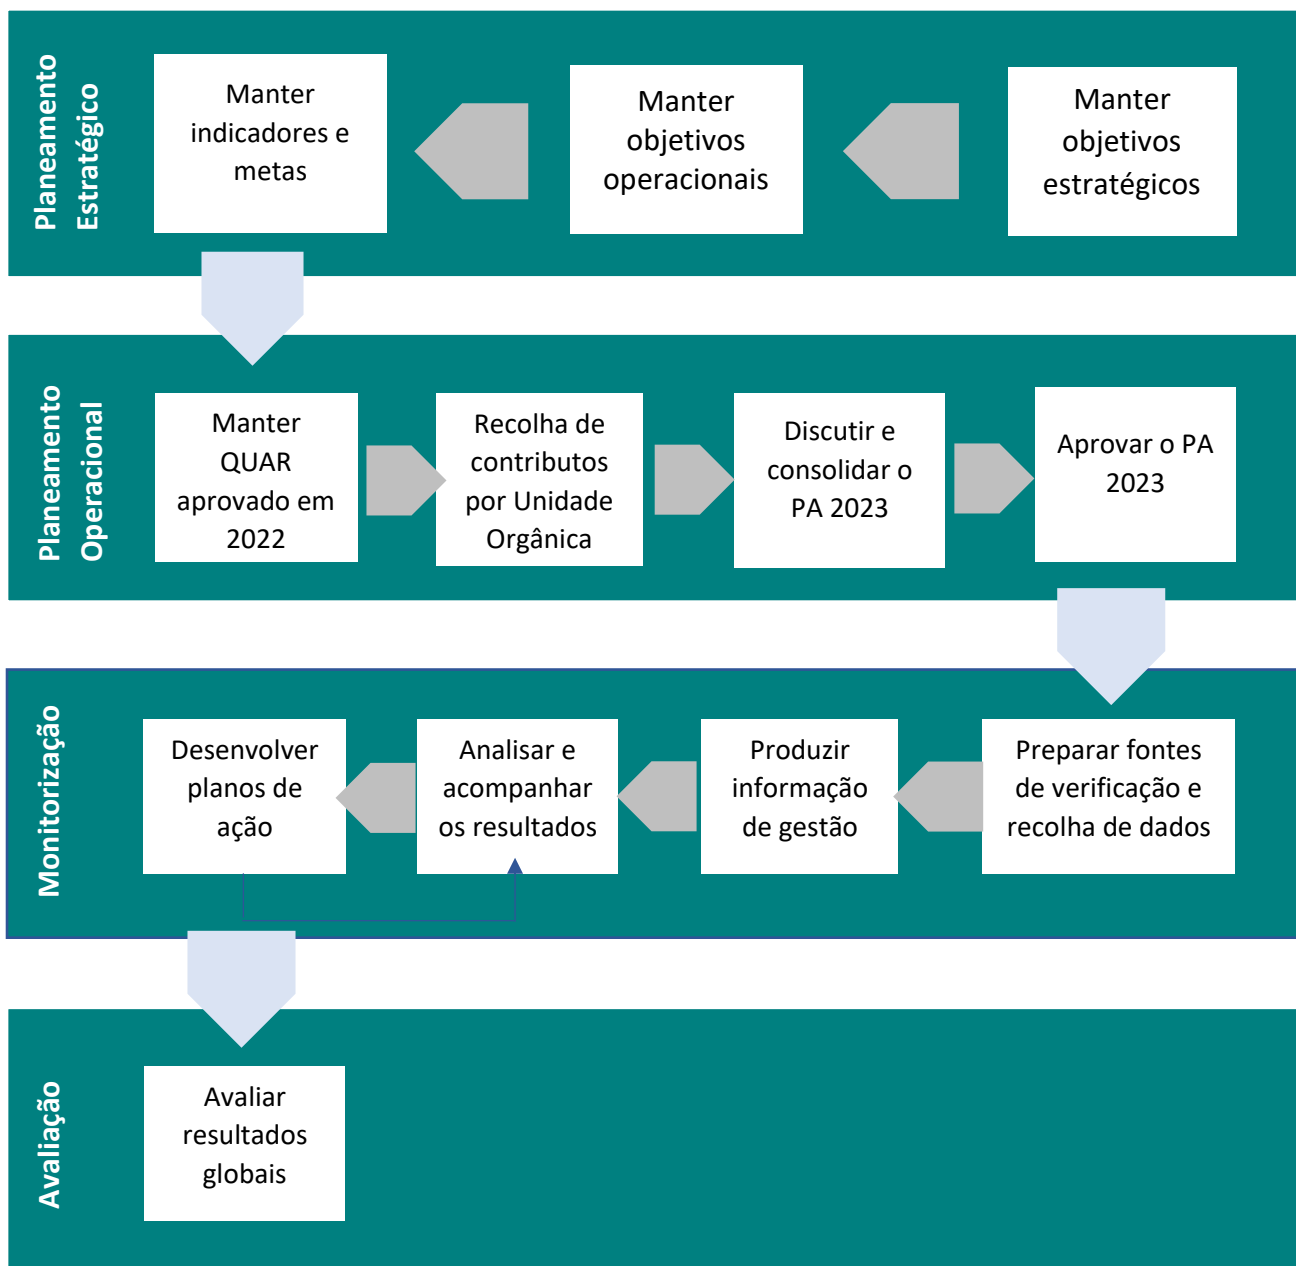 Planeamento
Estratégico
Manter
indicadores e
metas
Manter
objetivos
operacionais
Manter
objetivos
estratégicos
Planeamento
Operacional
Manter
QUAR
aprovado em
2022
Recolha de
contributos
por Unidade
Orgânica
Discutir e
consolidar o
PA 2023
Aprovar o PA
2023
Monitorização
Desenvolver
planos de
ação
Analisar e
acompanhar
os resultados
Produzir
informação
de gestão
Preparar fontes
de verificação e
recolha de dados
Avaliação
Avaliar
resultados
globais